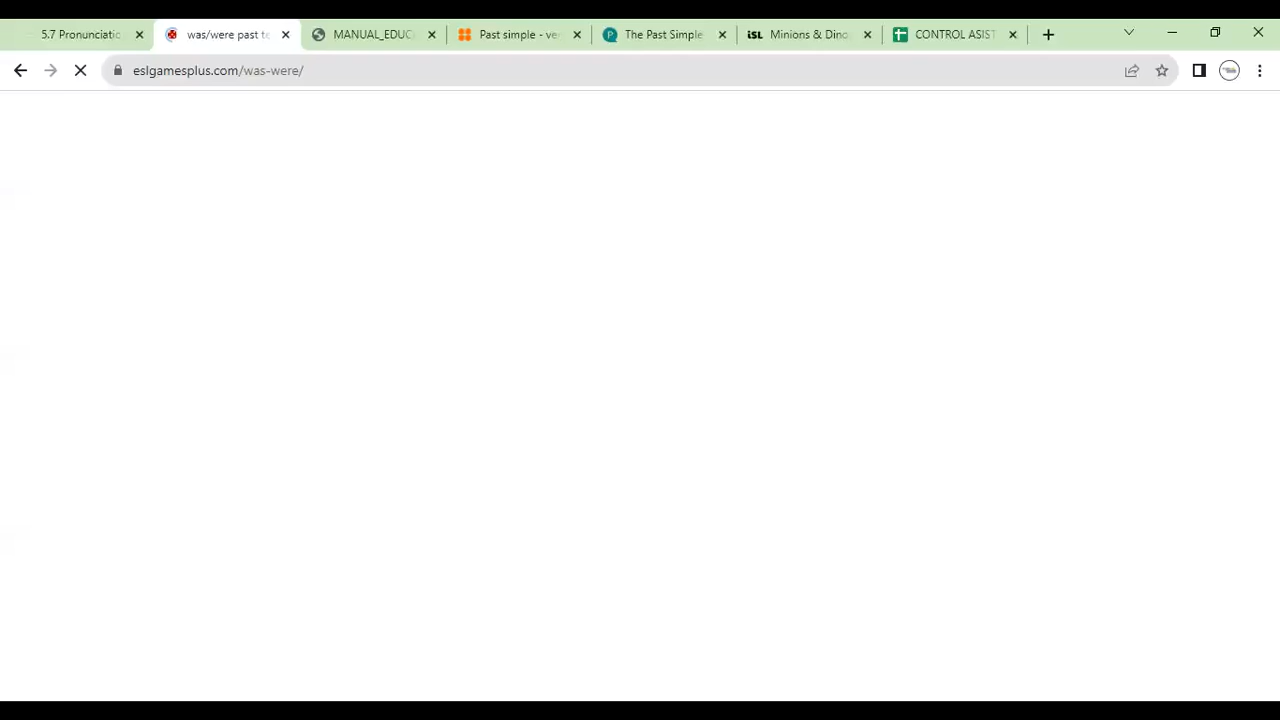 5.7 Pronunciatic
was/were past te
MANUAL_EDUC
Past simple - ve
The Past Simple
iSL Minions & Dino
CONTROL ASIST
eslgamesplus.com/was-were/